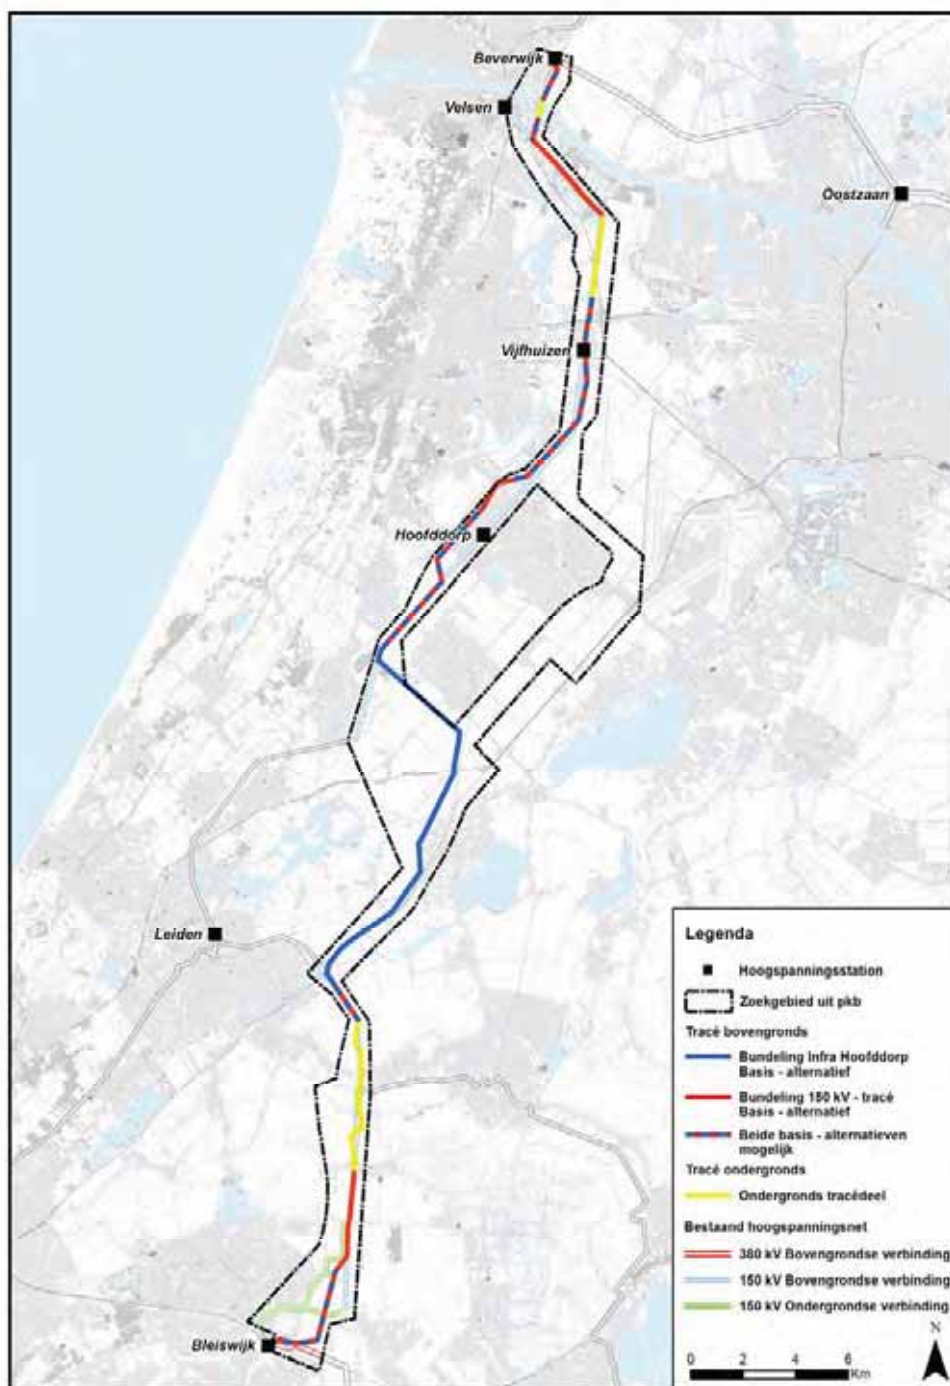 Beverwijk
Velsen
Oostzaan
Vijfhuizen
Hoofddorp
Leiden
Bleiswijk
Legenda
Hoogspanningsstation
Zoekgebied uit pkb
Tracé bovengronds
Bundeling Infra Hoofddorp
Basis - alternatief
Bundeling 150 kV - tracé
Basis - alternatief
Beide basis - alternatieven
mogelijk
Tracé ondergronds
Ondergronds tracédeel
Bestaand hoogspanningsnet
380 kV Bovengrondse verbinding
150 kV Bovengrondse verbinding
150 kV Ondergrondse verbinding
N
0 2 4 6
Km